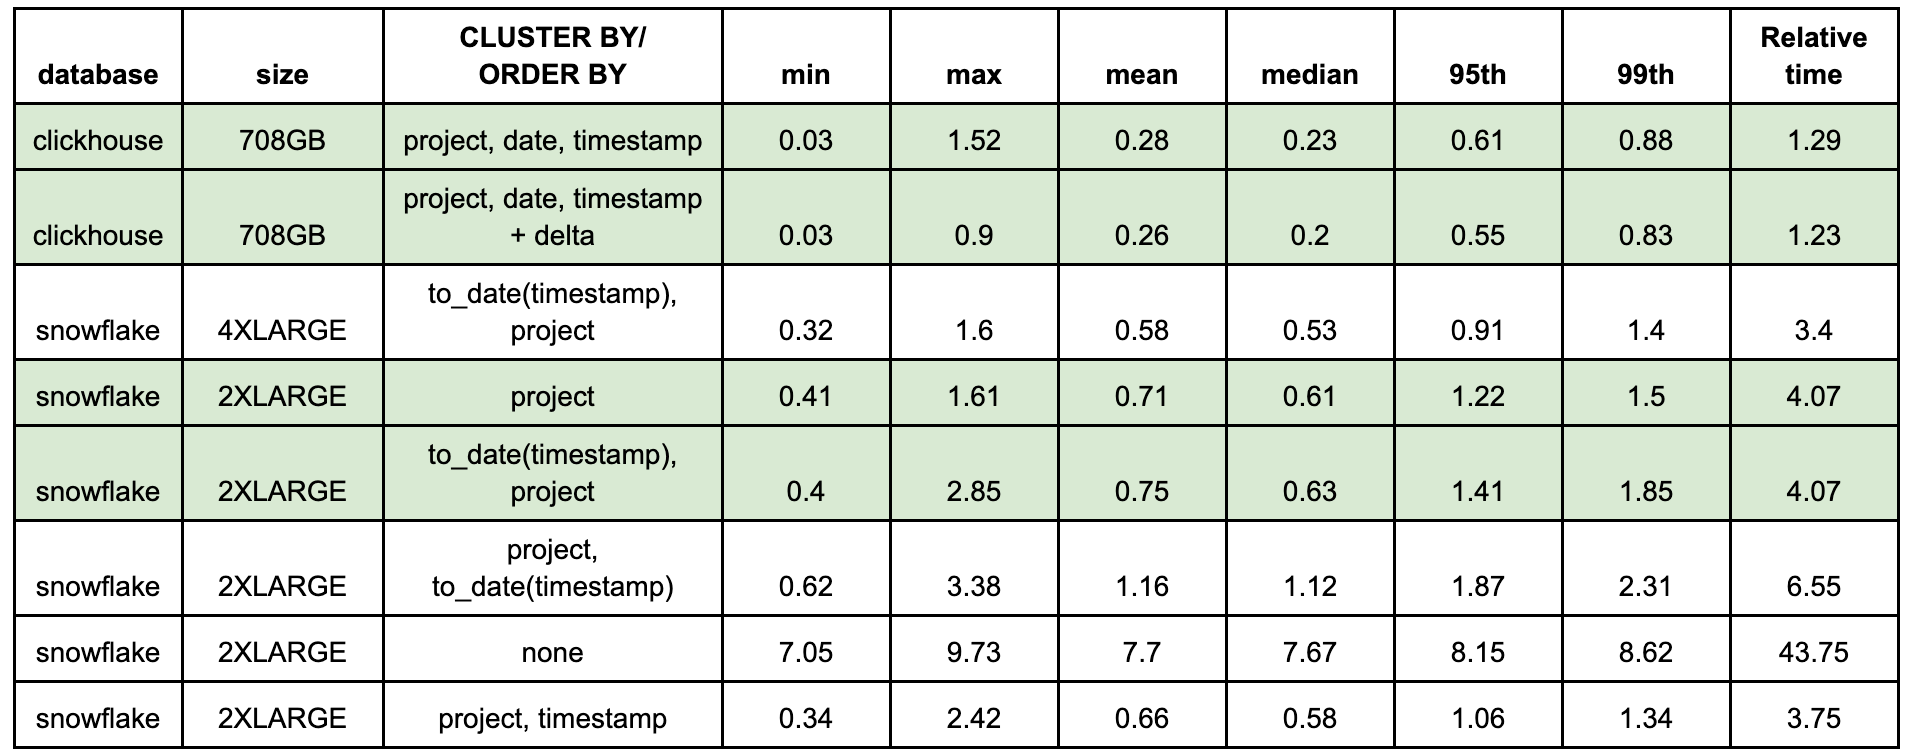 database size CLUSTER BY/ ORDER BY min max mean median 95th 99th Relative time
clickhouse 708GB project, date, timestamp 0.03 1.52 0.28 0.23 0.61 0.88 1.29
clickhouse 708GB project, date, timestamp + delta 0.03 0.9 0.26 0.2 0.55 0.83 1.23
snowflake 4XLARGE to_date(timestamp), project 0.32 1.6 0.58 0.53 0.91 1.4 3.4
snowflake 2XLARGE project 0.41 1.61 0.71 0.61 1.22 1.5 4.07
snowflake 2XLARGE to_date(timestamp), project 0.4 2.85 0.75 0.63 1.41 1.85 4.07
snowflake 2XLARGE project, to_date(timestamp) 0.62 3.38 1.16 1.12 1.87 2.31 6.55
snowflake 2XLARGE none 7.05 9.73 7.7 7.67 8.15 8.62 43.75
snowflake 2XLARGE project, timestamp 0.34 2.42 0.66 0.58 1.06 1.34 3.75